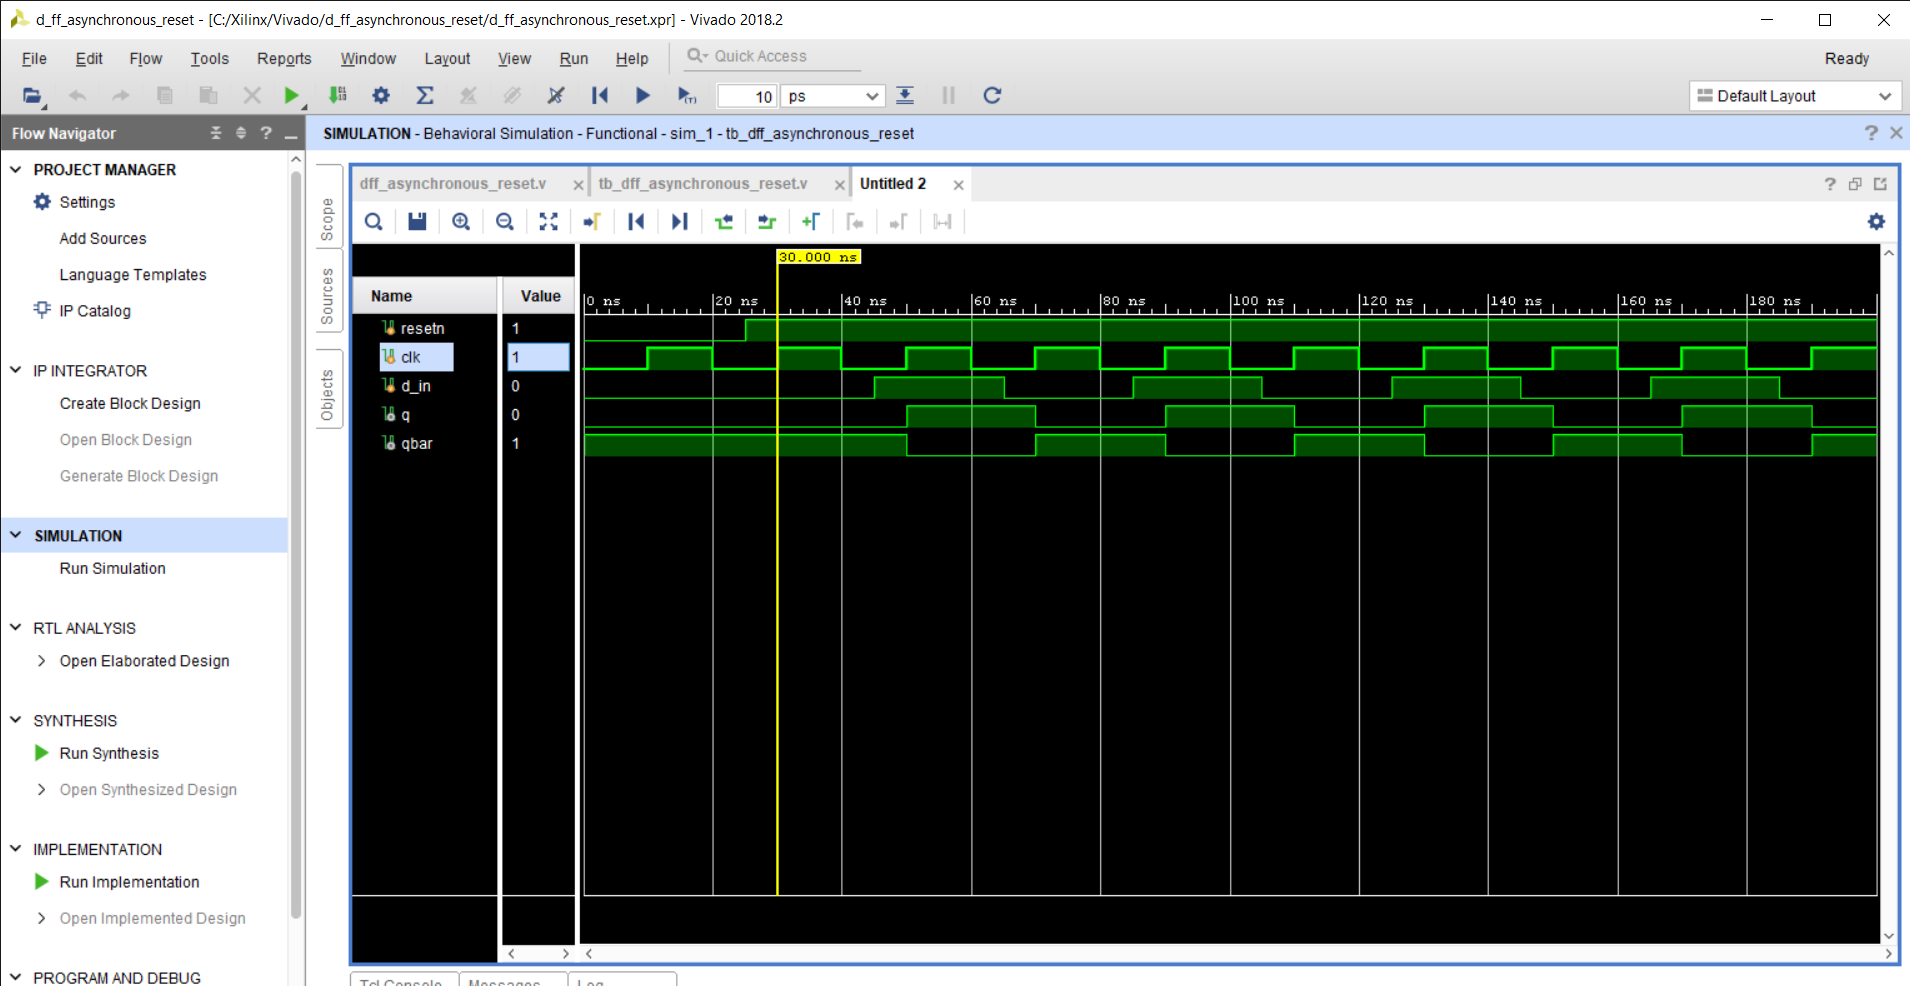 d_ff_asynchronous_reset - [C:/Xilinx/Vivado/d_ff_asynchronous_reset/d_ff_asynchronous_reset.xpr] - Vivado 2018.2
File Edit Flow Tools Reports Window Layout View Run Help Quick Access Ready
10 ps Default Layout
Flow Navigator
SIMULATION - Behavioral Simulation - Functional - sim_1 - tb_dff_asynchronous_reset
PROJECT MANAGER
Settings
Add Sources
Language Templates
IP Catalog
IP INTEGRATOR
Create Block Design
Open Block Design
Generate Block Design
SIMULATION
Run Simulation
RTL ANALYSIS
Open Elaborated Design
SYNTHESIS
Run Synthesis
Open Synthesized Design
IMPLEMENTATION
Run Implementation
Open Implemented Design
PROGRAM AND DEBUG
Scope
Sources
Objects
dff_asynchronous_reset.v tb_dff_asynchronous_reset.v Untitled 2
30.000 ns
Name Value 0 ns 20 ns 40 ns 60 ns 80 ns 100 ns 120 ns 140 ns 160 ns 180 ns
resetn 1
clk 1
d_in 0
q 0
qbar 1
Tcl Console Messages Log